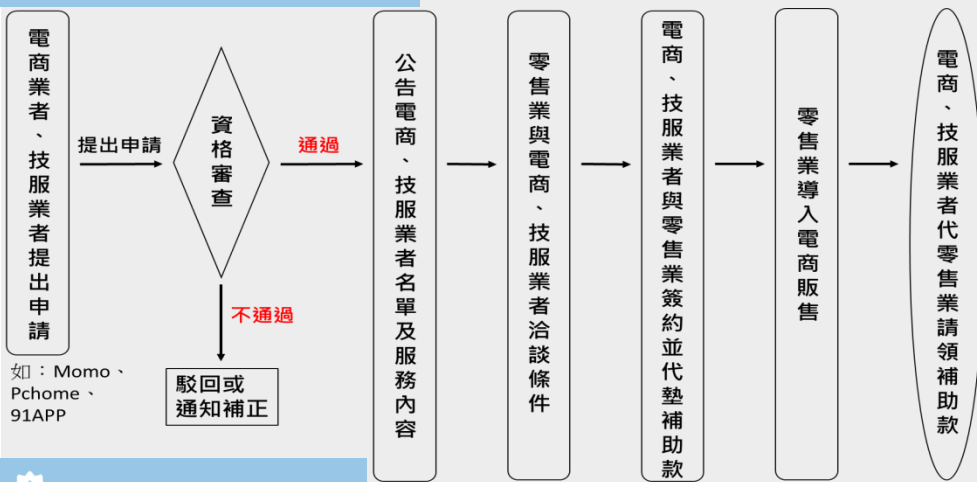 電商業者、技服業者提出申請
如：Momo、
Pchome、
91APP
提出申請
資格審查
通過
不通過
駁回或
通知補正
公告電商、技服業者名單及服務內容
零售業與電商、技服業者洽談條件
電商、技服業者與零售業簽約並代墊補助款
零售業導入電商販售
電商、技服業者代零售業請領補助款